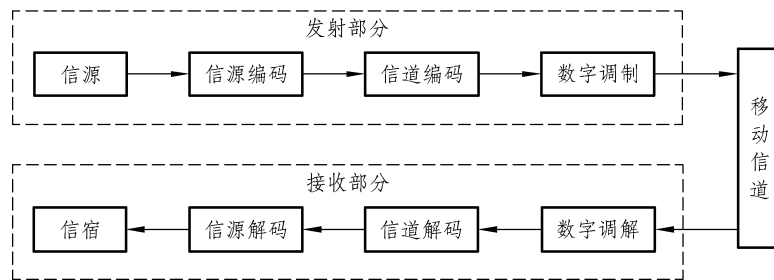 发射部分
信源
信源编码
信道编码
数字调制
移动信道
接收部分
信宿
信源解码
信道解码
数字调解